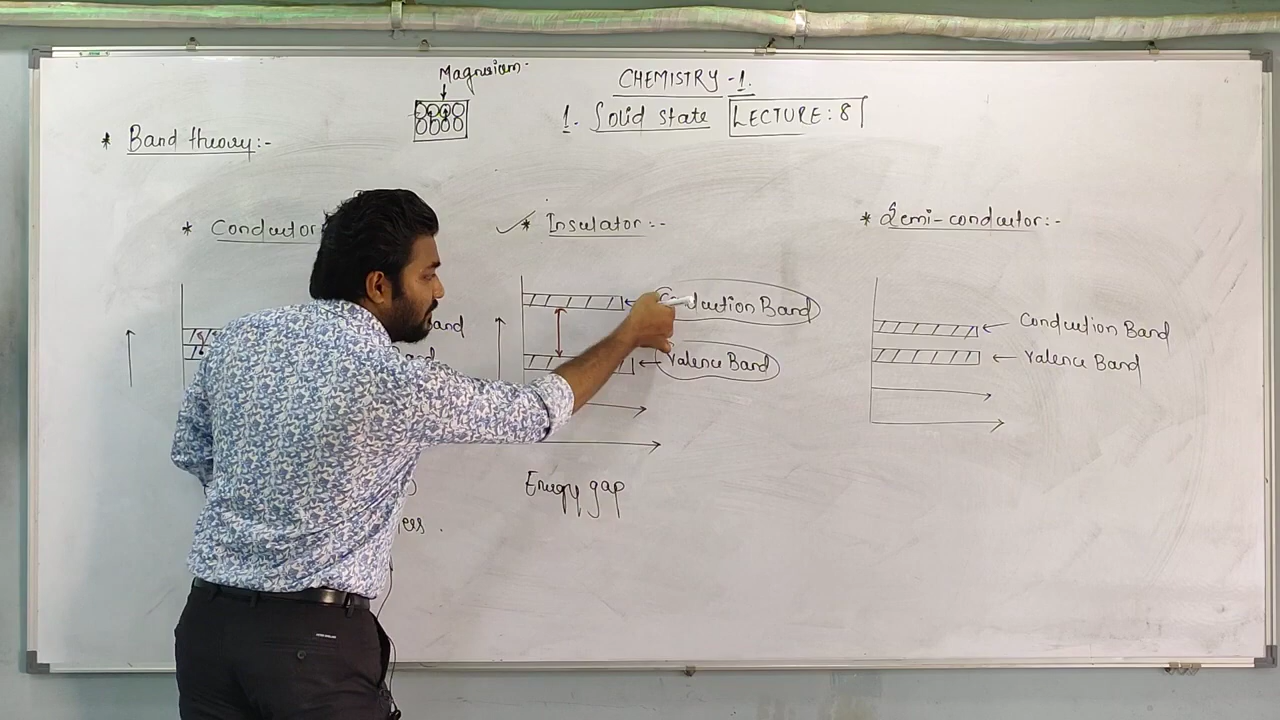 Magnesium.
CHEMISTRY - 1.
1. Solid state LECTURE: 8
* Band theory:-
* Conductor
✓* Insulator:-
* Semi-conductor:-
Conduction Band
Valence Band
Energy gap
Conduction Band
Valence Band